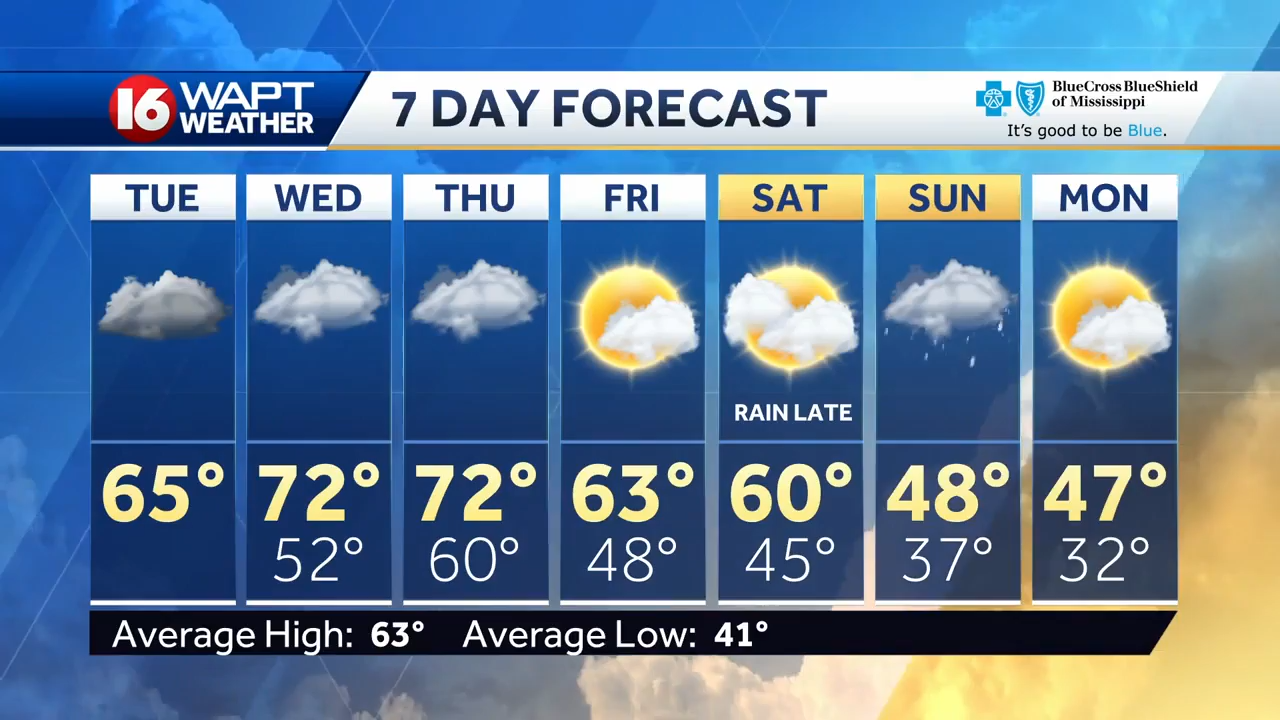 16 WAPT
WEATHER
7 DAY FORECAST
BlueCross BlueShield
of Mississippi
It's good to be Blue.
TUE WED THU FRI SAT SUN MON
RAIN LATE
65° 72° 72° 63° 60° 48° 47°
52° 60° 48° 45° 37° 32°
Average High: 63° Average Low: 41°